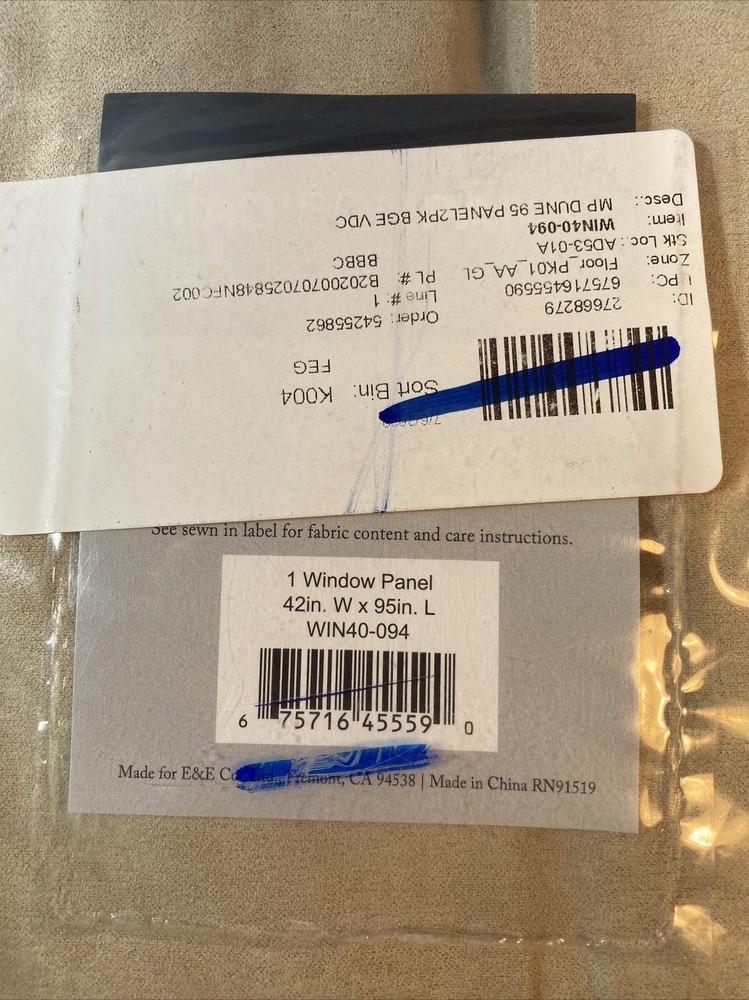 Desc.: MP DUNE 95 PANEL2PK BGE VDC
Item: WIN40-094
Stk Loc.: AD53-01A
Zone: Floor_PK01_AA_GL
UPC: 675716455590
ID: 27668279
PL #: B20200707025848NFC002
BBBC
Line #: 1
Order: 54255862
Sort Bin: K004
FEG
See sewn in label for fabric content and care instructions.
1 Window Panel
42in. W x 95in. L
WIN40-094
6 75716 45559 0
Made for E&E Co., Ltd., Fremont, CA 94538 | Made in China RN91519